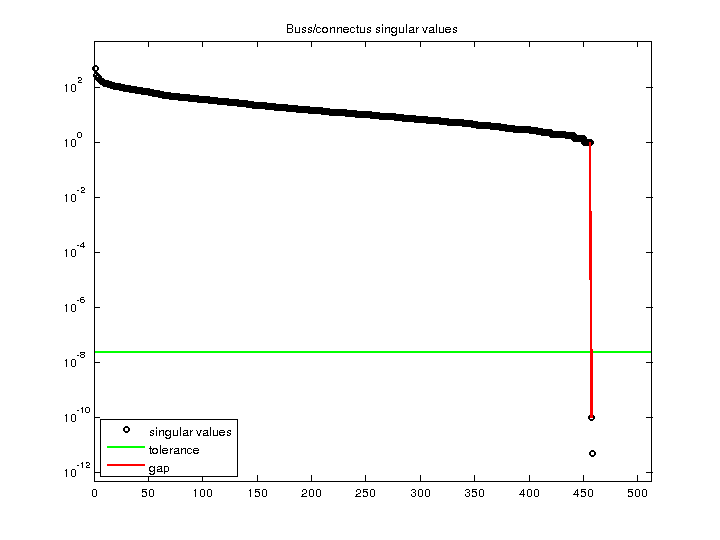 Buss/connectus singular values
10^2
10^0
10^-2
10^-4
10^-6
10^-8
10^-10
10^-12
singular values
tolerance
gap
0 50 100 150 200 250 300 350 400 450 500